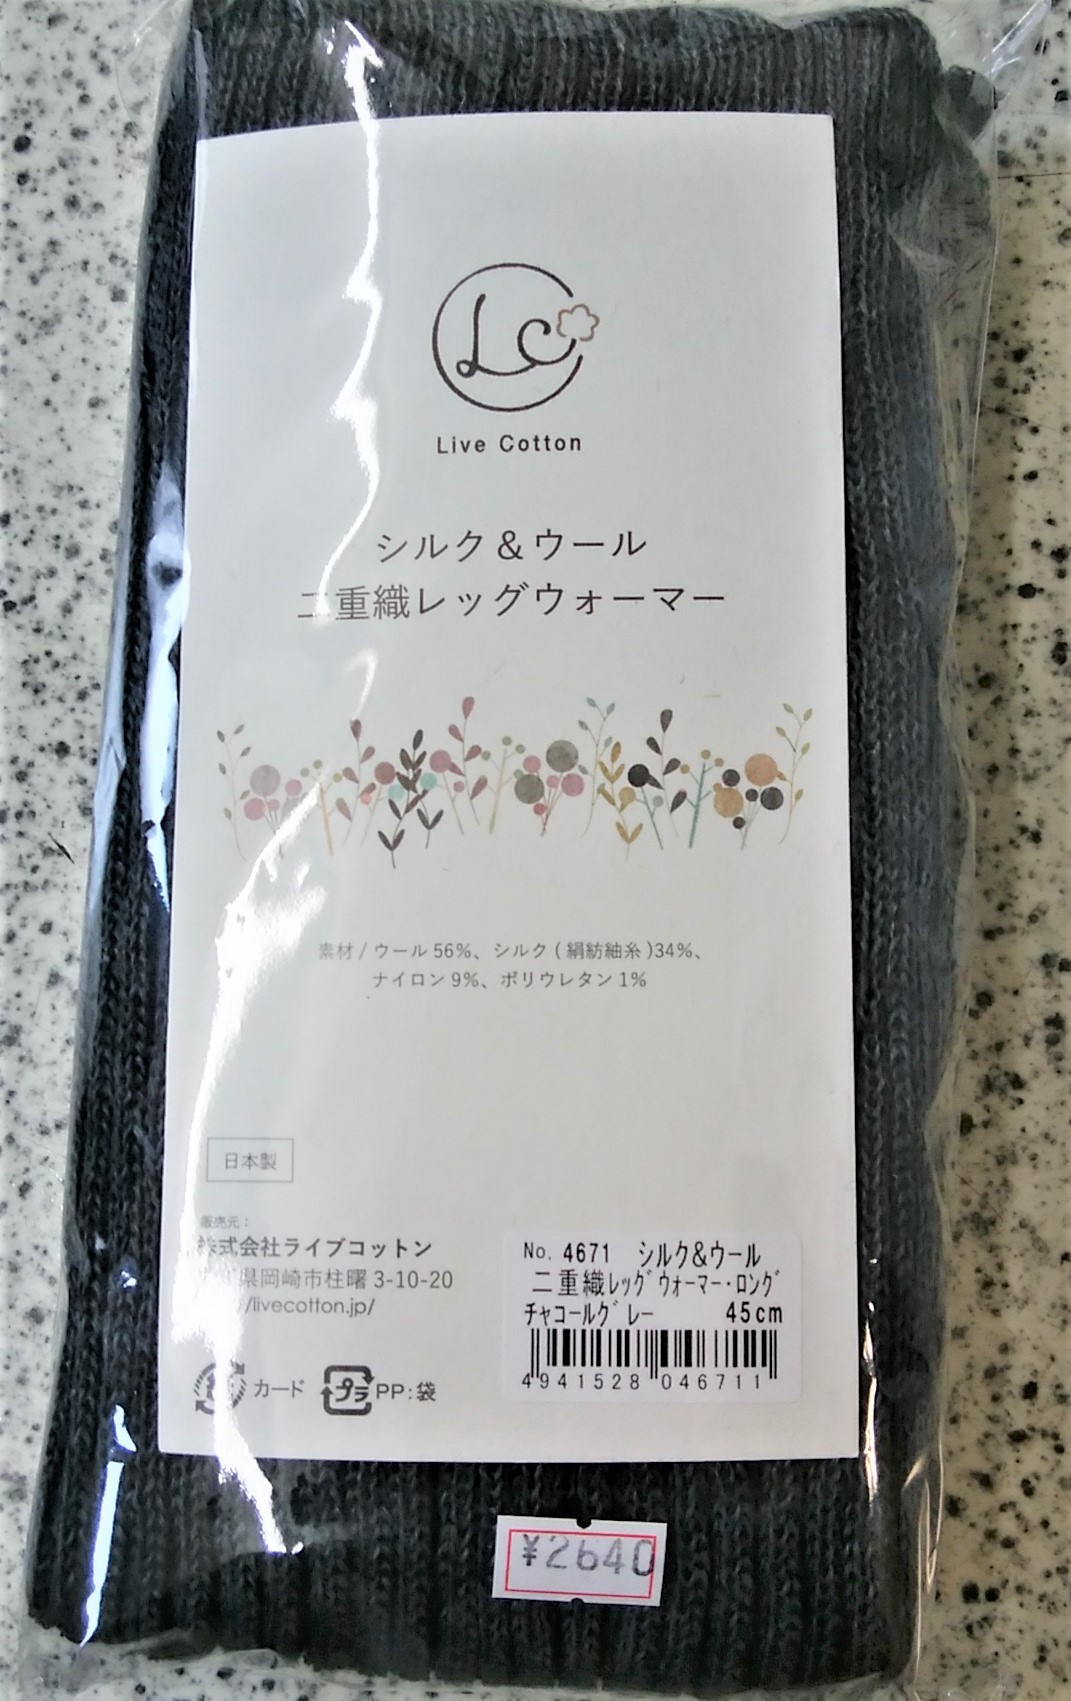 Lc
Live Cotton
シルク＆ウール
二重織レッグウォーマー
素材 / ウール 56%、シルク ( 絹紡紬糸 )34%、
ナイロン 9%、ポリウレタン 1%
日本製
販売元：
株式会社ライブコットン
県岡崎市柱曙 3-10-20
/livecotton.jp/
カード
プラ
PP：袋
No. 4671 シルク&ウール
二重織レッグウォーマー・ロング
チャコールグレー 45cm
4941528 046711
¥2640